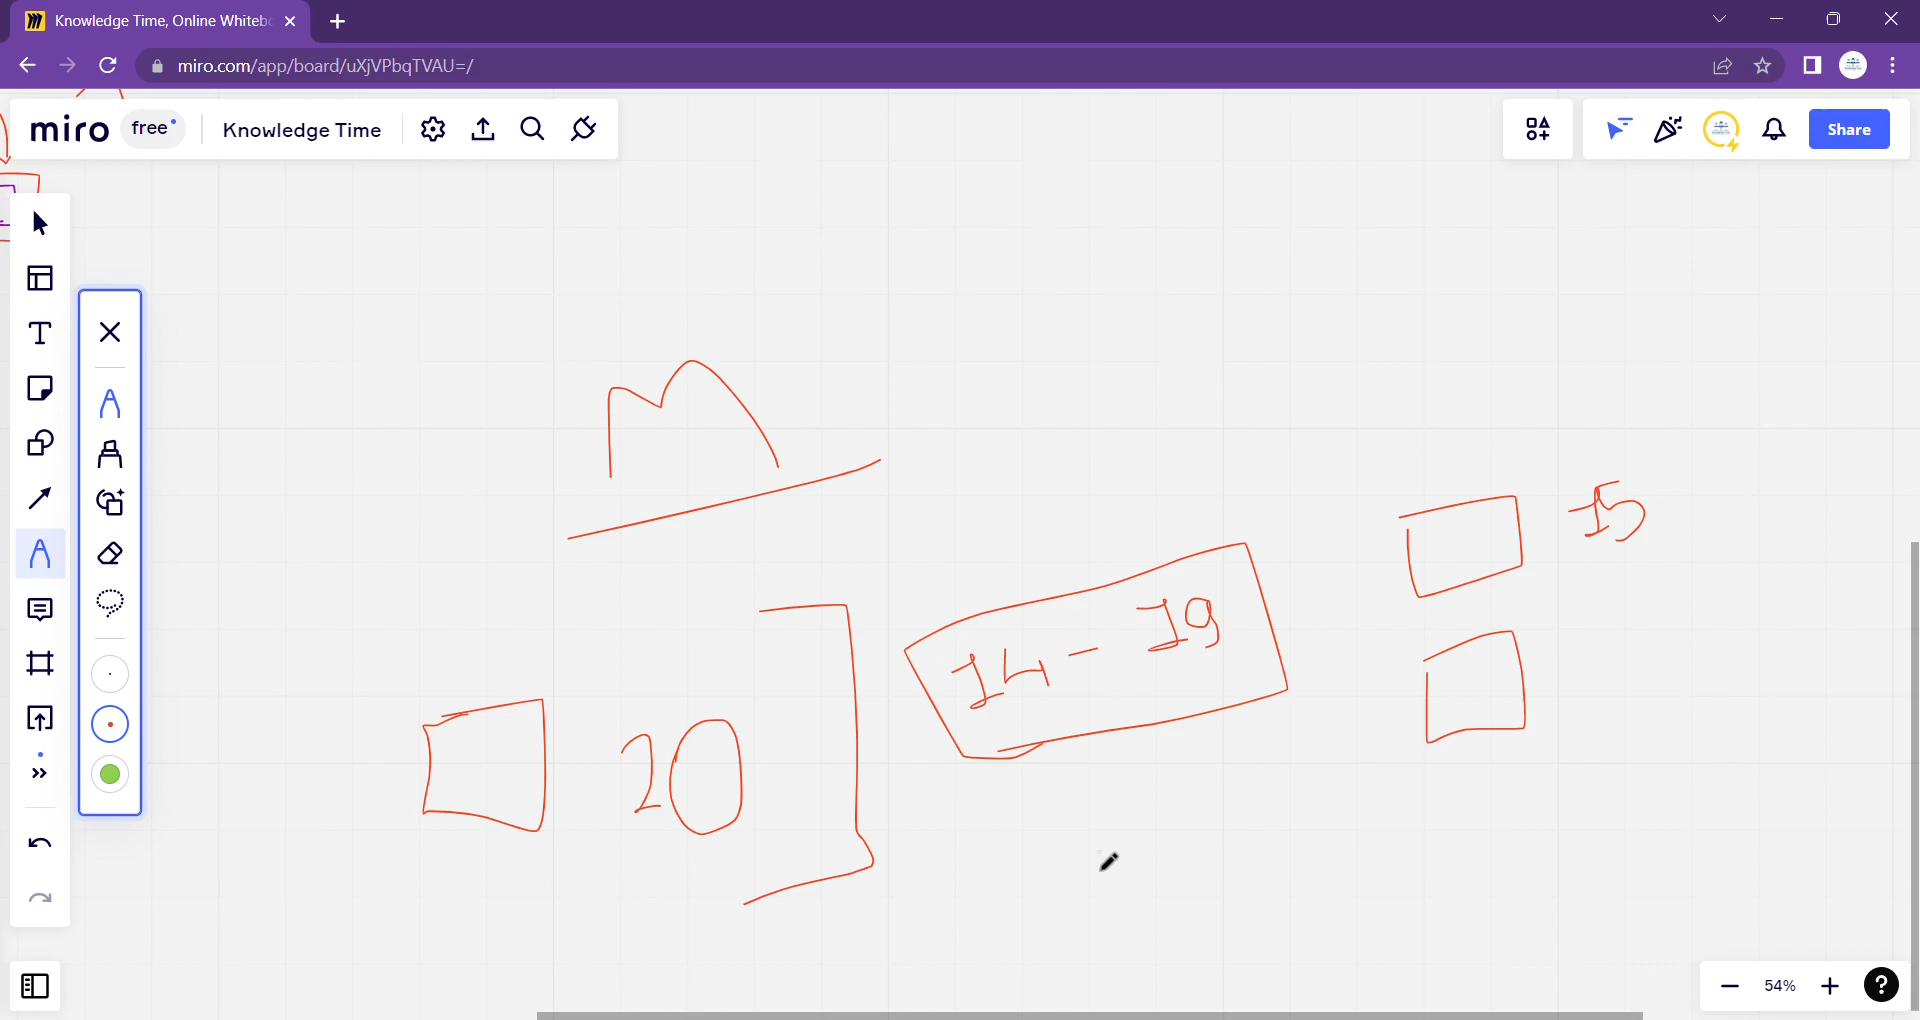 Knowledge Time, Online Whiteb
miro.com/app/board/uXjVPbqTVAU=/
miro free Knowledge Time
Share
T
M
15
14 - 19
20
54%
?